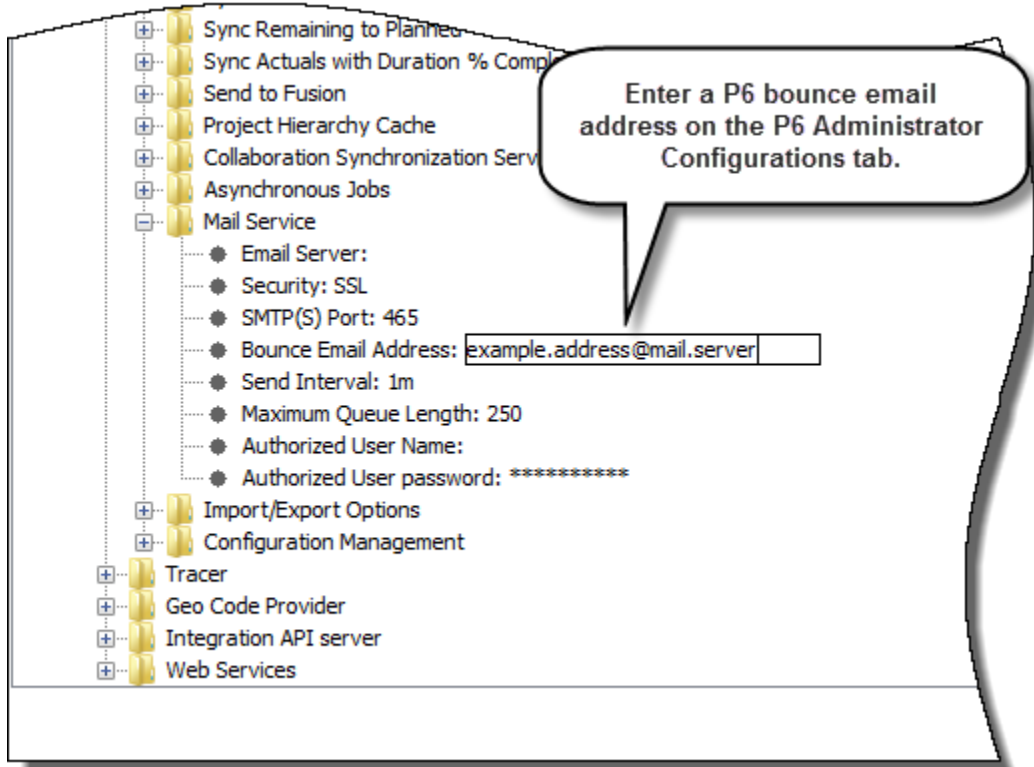 Sync Remaining to Planned
Sync Actuals with Duration % Comple
Send to Fusion
Project Hierarchy Cache
Collaboration Synchronization Serv
Asynchronous Jobs
Mail Service
Email Server:
Security: SSL
SMTP(S) Port: 465
Bounce Email Address: example.address@mail.server
Send Interval: 1m
Maximum Queue Length: 250
Authorized User Name:
Authorized User password: **********
Import/Export Options
Configuration Management
Tracer
Geo Code Provider
Integration API server
Web Services
Enter a P6 bounce email
address on the P6 Administrator
Configurations tab.